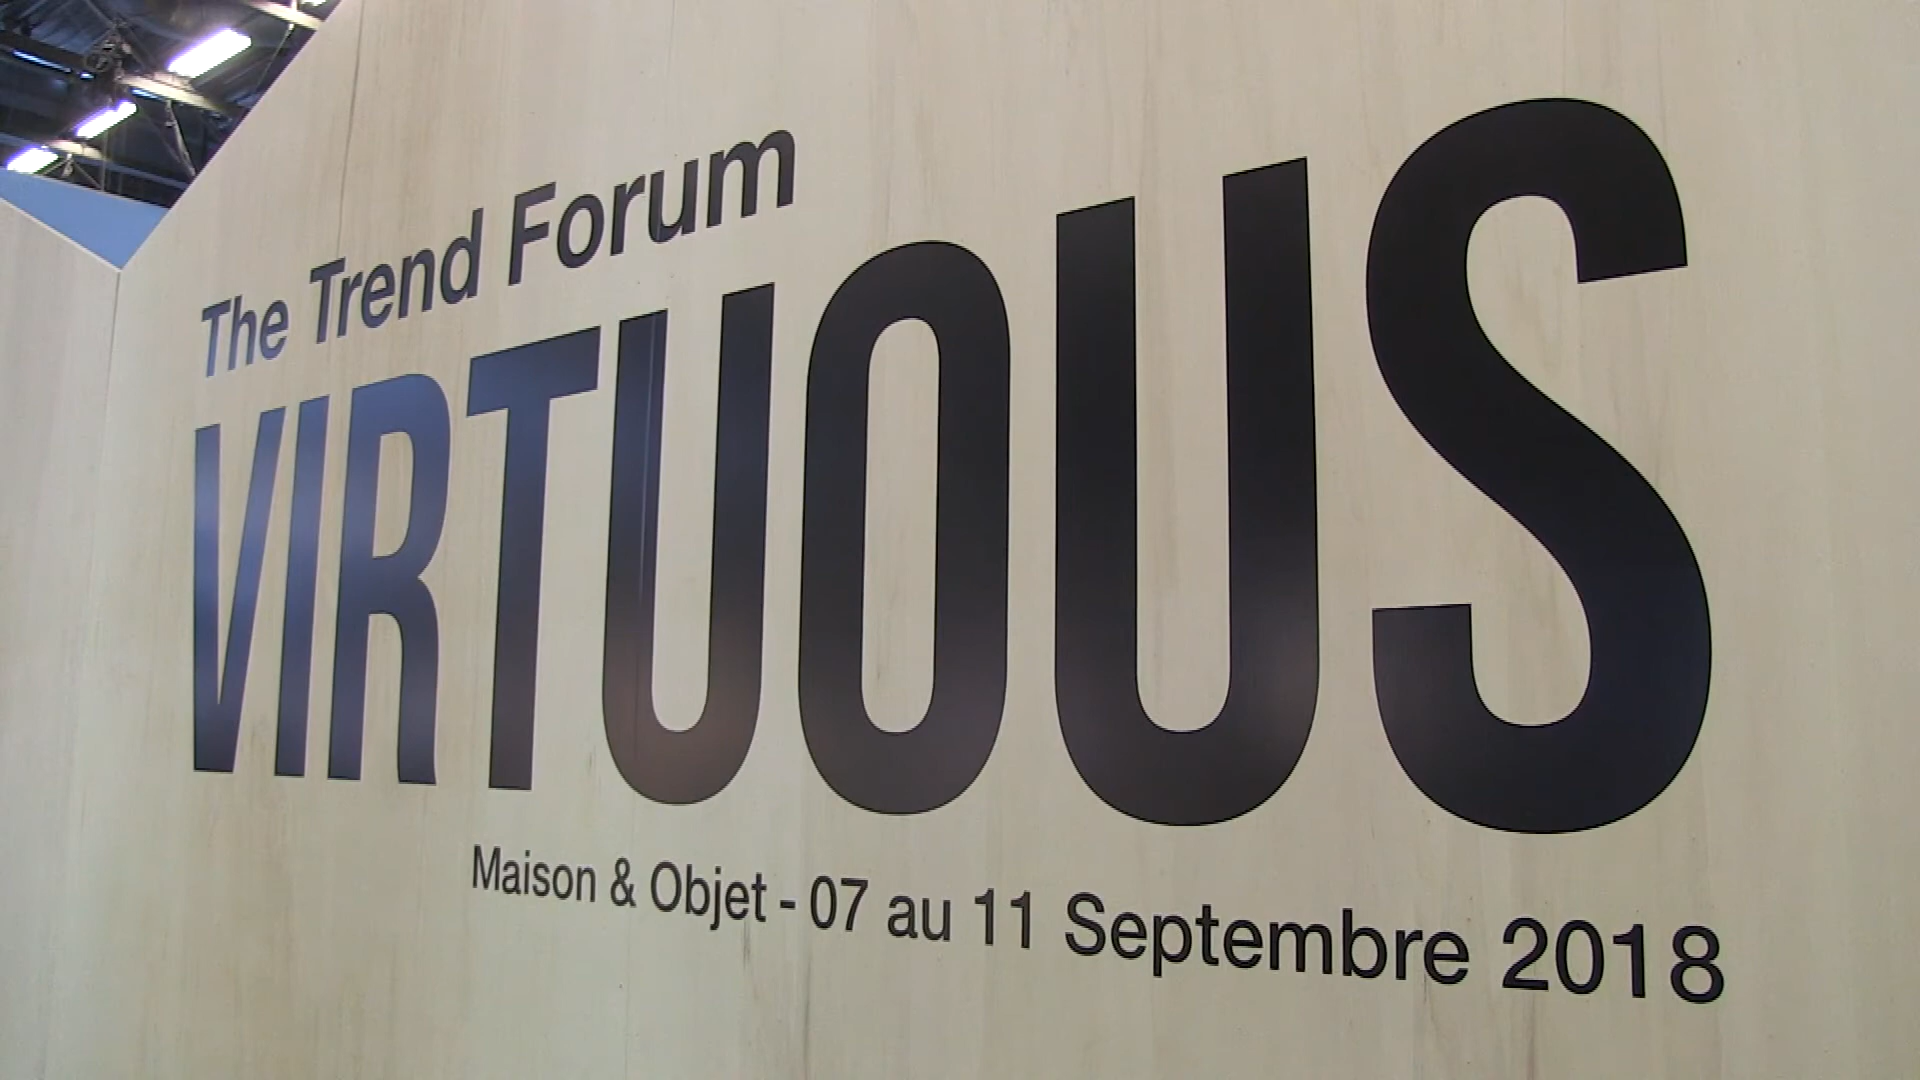 The Trend Forum
VIRTUOUS
Maison & Objet - 07 au 11 Septembre 2018